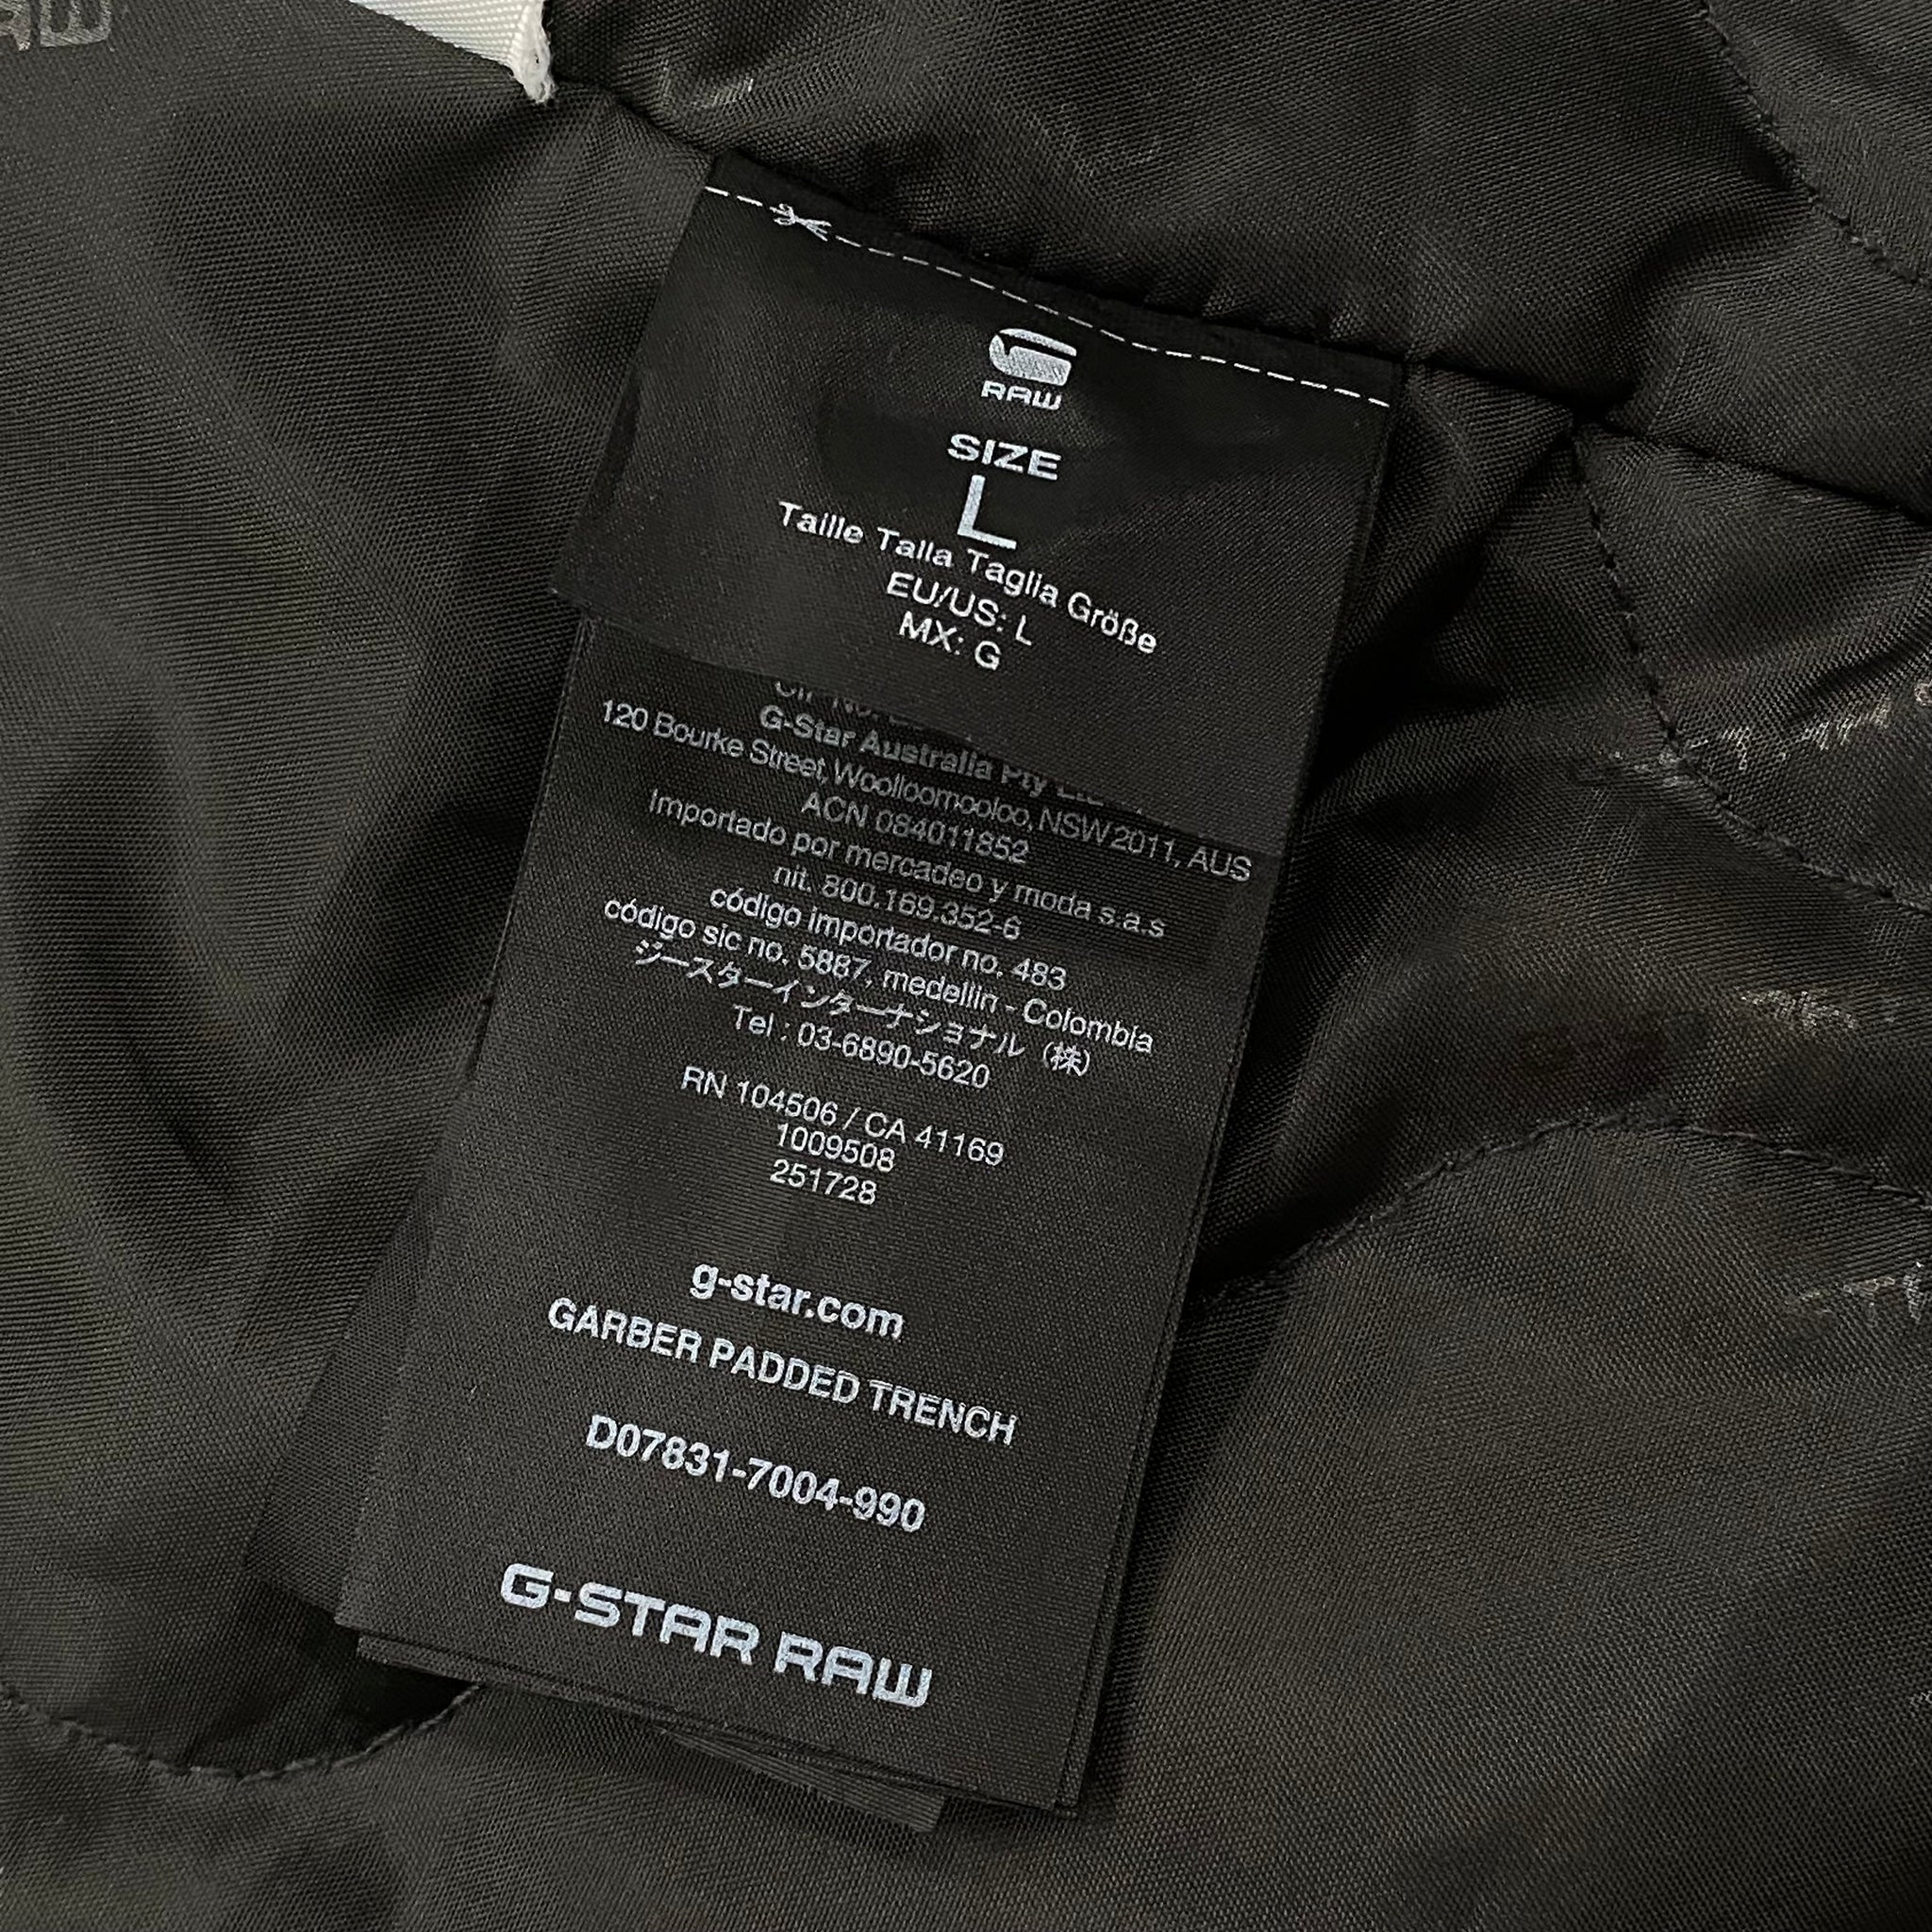 RAW
SIZE
L
Taille Talla Taglia Größe
EU/US: L
MX: G
G-Star Australia Pty Ltd
120 Bourke Street, Woolloomooloo, NSW 2011, AUS
ACN 084011852
Importado por mercadeo y moda s.a.s
nit. 800.169.352-6
código importador no. 483
código sic no. 5887, medellin - Colombia
ジースターインターナショナル（株）
Tel : 03-6890-5620
RN 104506 / CA 41169
1009508
251728
g-star.com
GARBER PADDED TRENCH
D07831-7004-990
G-STAR RAW